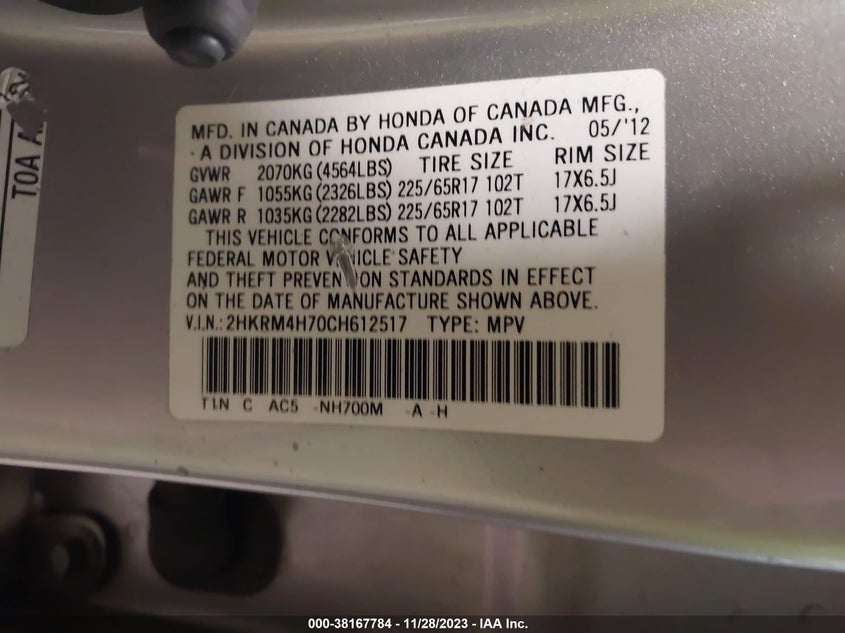 TOA
MFD. IN CANADA BY HONDA OF CANADA MFG.,
A DIVISION OF HONDA CANADA INC. 05/'12
GVWR 2070KG (4564LBS) TIRE SIZE RIM SIZE
GAWR F 1055KG (2326LBS) 225/65R17 102T 17X6.5J
GAWR R 1035KG (2282LBS) 225/65R17 102T 17X6.5J
THIS VEHICLE CONFORMS TO ALL APPLICABLE
FEDERAL MOTOR VEHICLE SAFETY
AND THEFT PREVENTION STANDARDS IN EFFECT
ON THE DATE OF MANUFACTURE SHOWN ABOVE.
V.I.N.: 2HKRM4H70CH612517 TYPE: MPV
T1N C AC5 -NH700M -A -H
000-38167784 - 11/28/2023 - IAA Inc.